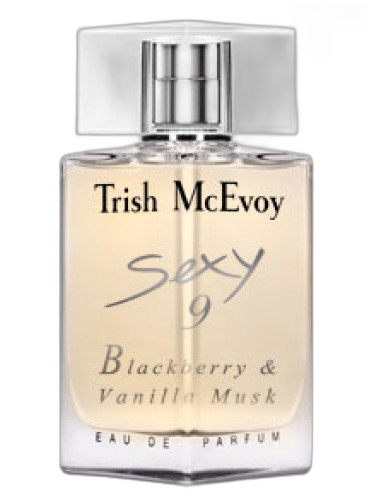 Trish McEvoy
Sexy
9
Blackberry &
Vanilla Musk
EAU DE PARFUM